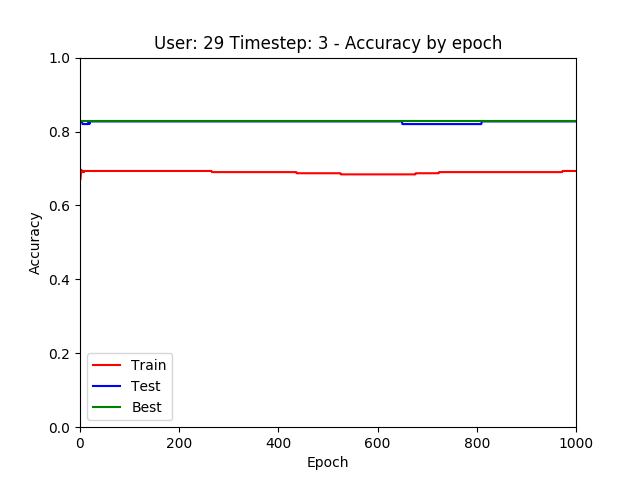 User: 29 Timestep: 3 - Accuracy by epoch
1.0
0.8
0.6
0.4
0.2
0.0
Accuracy
Train
Test
Best
0 200 400 600 800 1000
Epoch